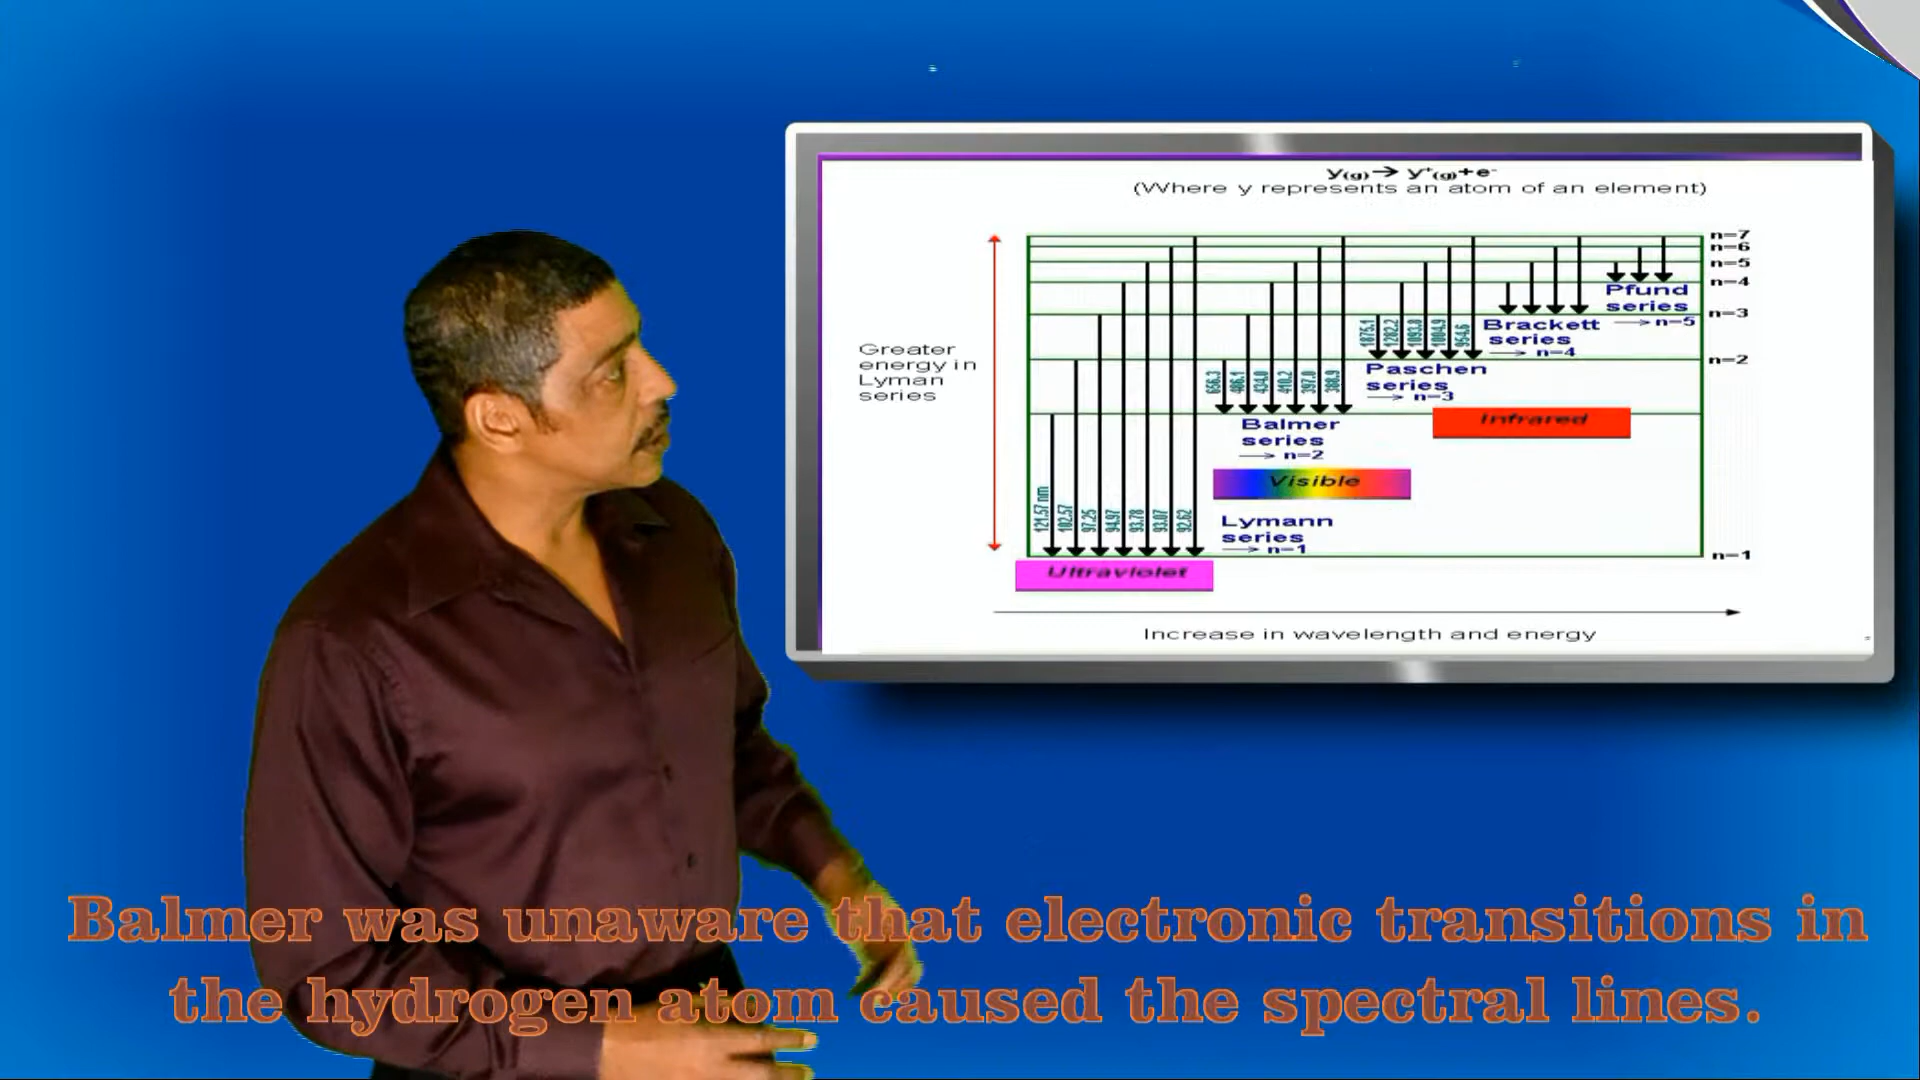 y(g)→ y⁺(g)+e⁻
(Where y represents an atom of an element)
n=7
n=6
n=5
n=4
n=3
n=2
n=1
Greater
energy in
Lyman
series
Pfund
series
→ n=5
Brackett
series
→ n=4
1875.1
1282.2
1093.8
1004.9
954.6
Paschen
series
→ n=3
Infrared
656.3
486.1
434.0
410.2
397.0
388.9
Balmer
series
→ n=2
Visible
121.57 nm
102.57
97.25
94.97
93.78
93.07
92.62
Lymann
series
→ n=1
Ultraviolet
Increase in wavelength and energy
Balmer was unaware that electronic transitions in
the hydrogen atom caused the spectral lines.